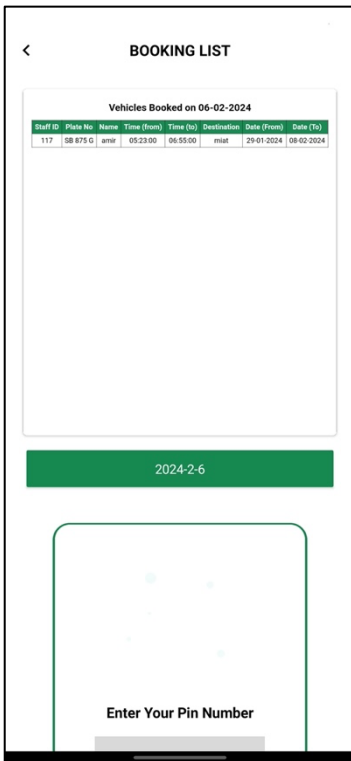 BOOKING LIST
Vehicles Booked on 06-02-2024
Staff ID Plate No Name Time (from) Time (to) Destination Date (From) Date (To)
117 SB 875 G amir 05:23:00 06:55:00 miat 29-01-2024 08-02-2024
2024-2-6
Enter Your Pin Number